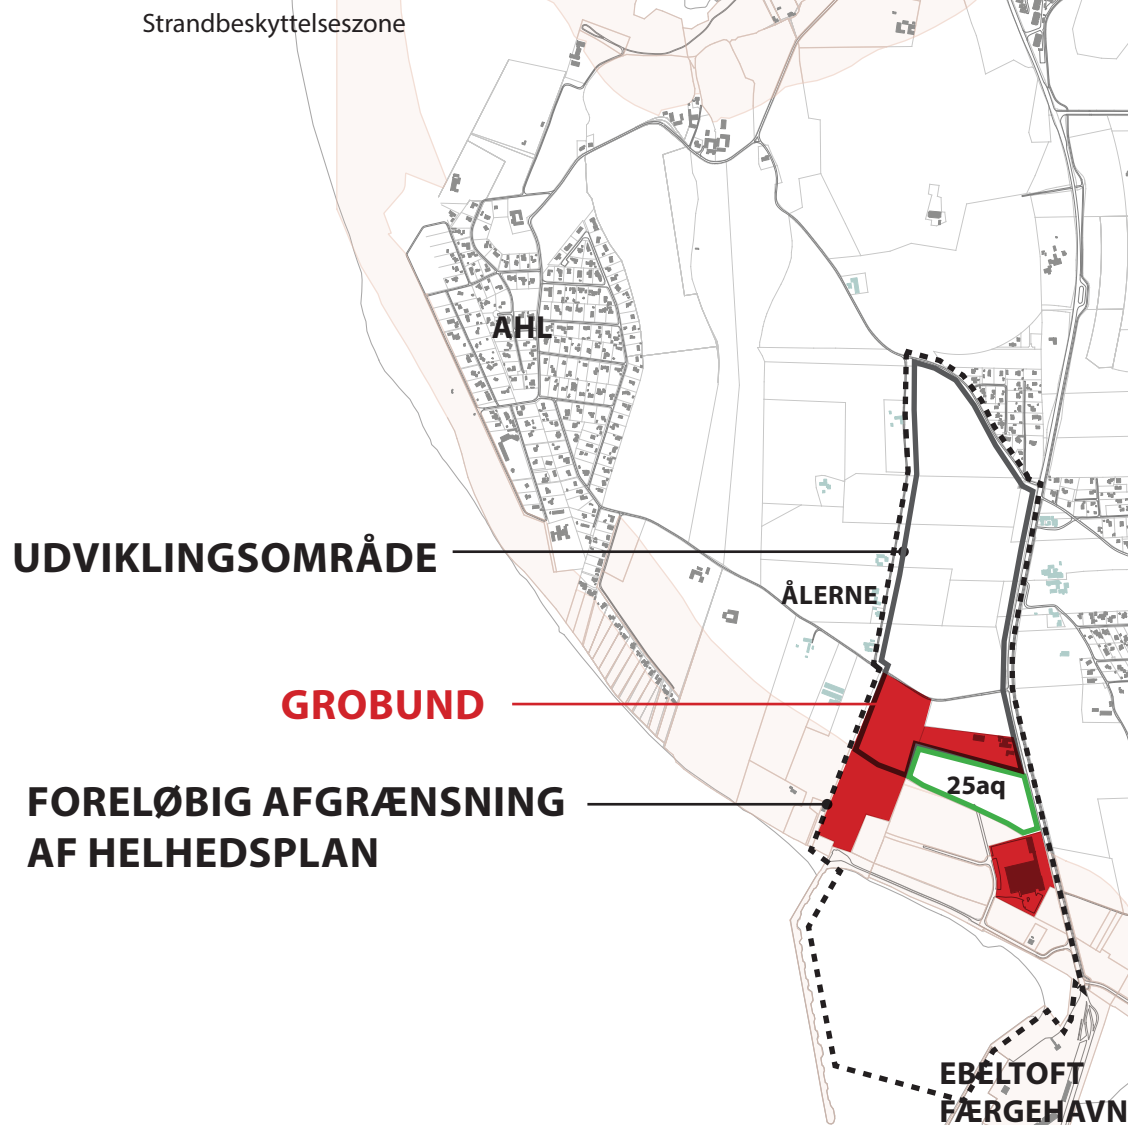 Strandbeskyttelseszone
AHL
UDVIKLINGSOMRÅDE
ÅLERNE
GROBUND
25aq
FORELØBIG AFGRÆNSNING
AF HELHEDSPLAN
EBELTOFT
FÆRGEHAVN